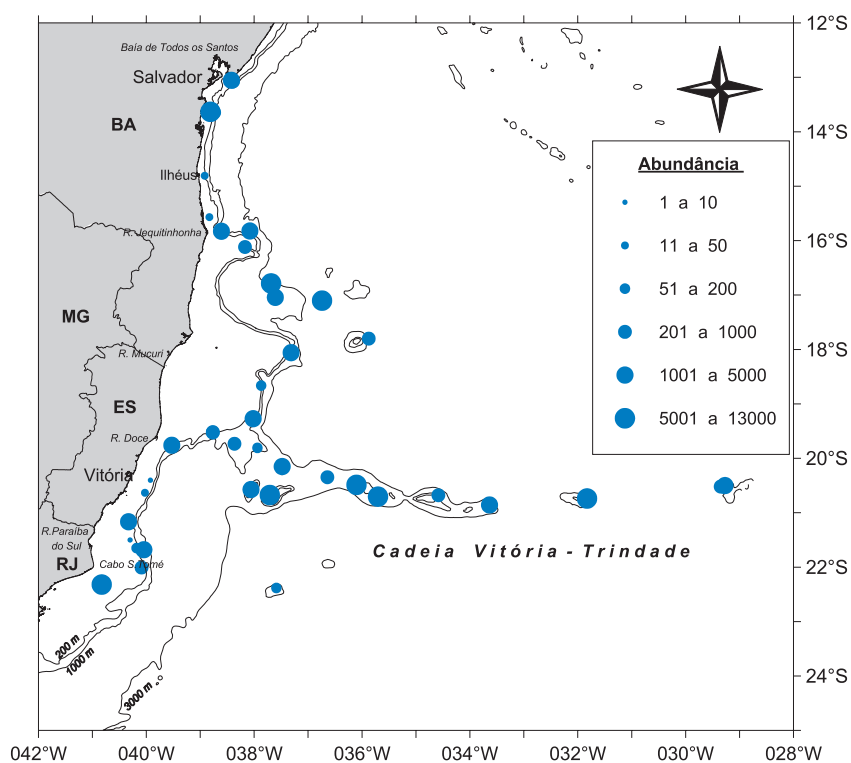 12°S
Baía de Todos os Santos
Salvador
BA
14°S
Abundância
Ilhéus
1 a 10
R. Jequitinhonha
16°S
11 a 50
51 a 200
MG
201 a 1000
R. Mucuri
18°S
1001 a 5000
ES
5001 a 13000
R. Doce
20°S
Vitória
R.Paraíba
do Sul
Cadeia Vitória - Trindade
RJ
Cabo S.Tomé
22°S
200 m
1000 m
3000 m
24°S
042°W 040°W 038°W 036°W 034°W 032°W 030°W 028°W